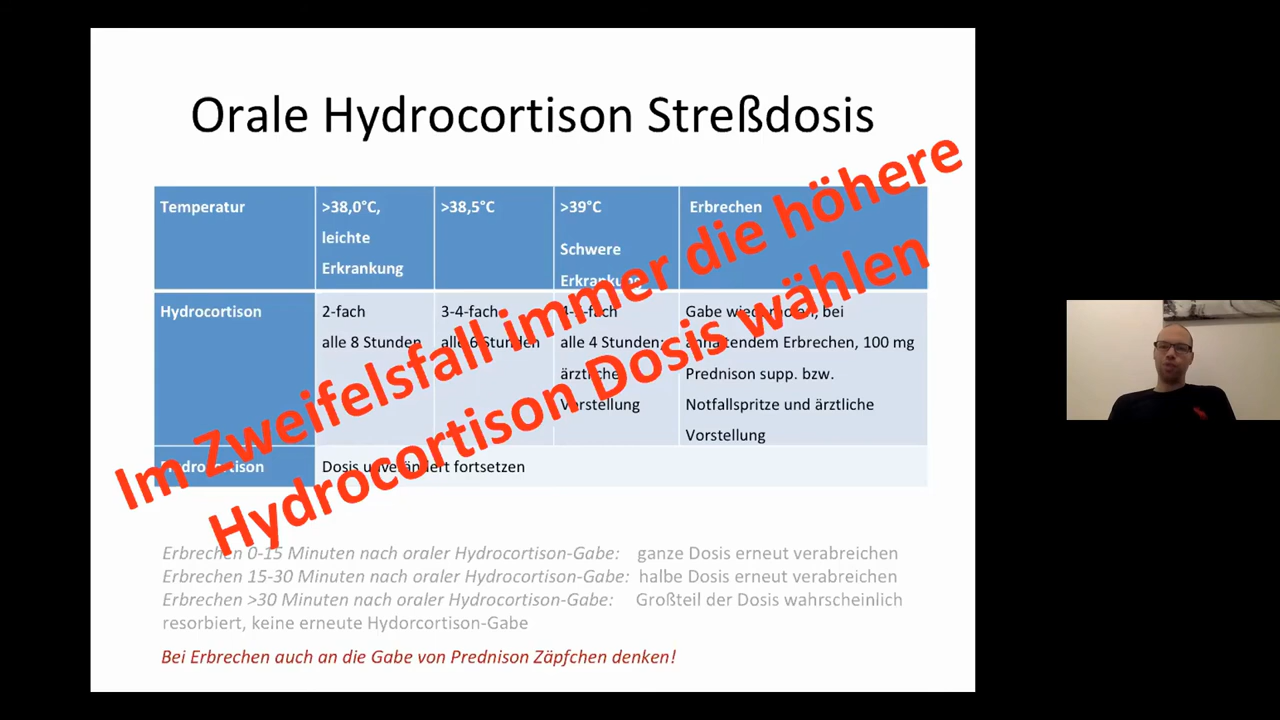 Orale Hydrocortison Streßdosis
Temperatur
>38,0°C,
leichte
Erkrankung
>38,5°C
>39°C
Schwere
Erkrankung
Erbrechen
Hydrocortison
2-fach
alle 8 Stunden
3-4-fach
alle 6 Stunden
alle 4 Stunden;
ärztliche
Vorstellung
Gabe wiederholen, bei
anhaltendem Erbrechen, 100 mg
Prednison supp. bzw.
Notfallspritze und ärztliche
Vorstellung
Dosis unverändert fortsetzen
Im Zweifelsfall immer die höhere
Hydrocortison Dosis wählen
Erbrechen 0-15 Minuten nach oraler Hydrocortison-Gabe: ganze Dosis erneut verabreichen
Erbrechen 15-30 Minuten nach oraler Hydrocortison-Gabe: halbe Dosis erneut verabreichen
Erbrechen >30 Minuten nach oraler Hydrocortison-Gabe: Großteil der Dosis wahrscheinlich
resorbiert, keine erneute Hydorcortison-Gabe
Bei Erbrechen auch an die Gabe von Prednison Zäpfchen denken!